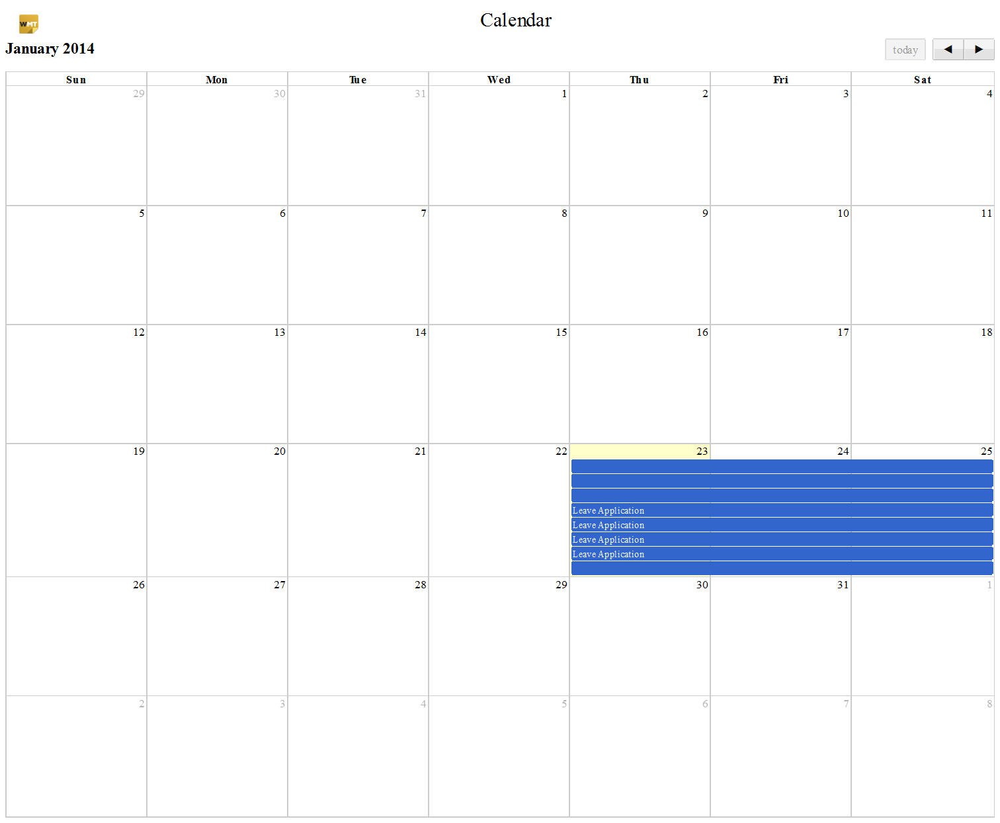 WMT
Calendar
January 2014
today
Sun Mon Tue Wed Thu Fri Sat
29 30 31 1 2 3 4
5 6 7 8 9 10 11
12 13 14 15 16 17 18
19 20 21 22 23 24 25
Leave Application
Leave Application
Leave Application
Leave Application
26 27 28 29 30 31 1
2 3 4 5 6 7 8